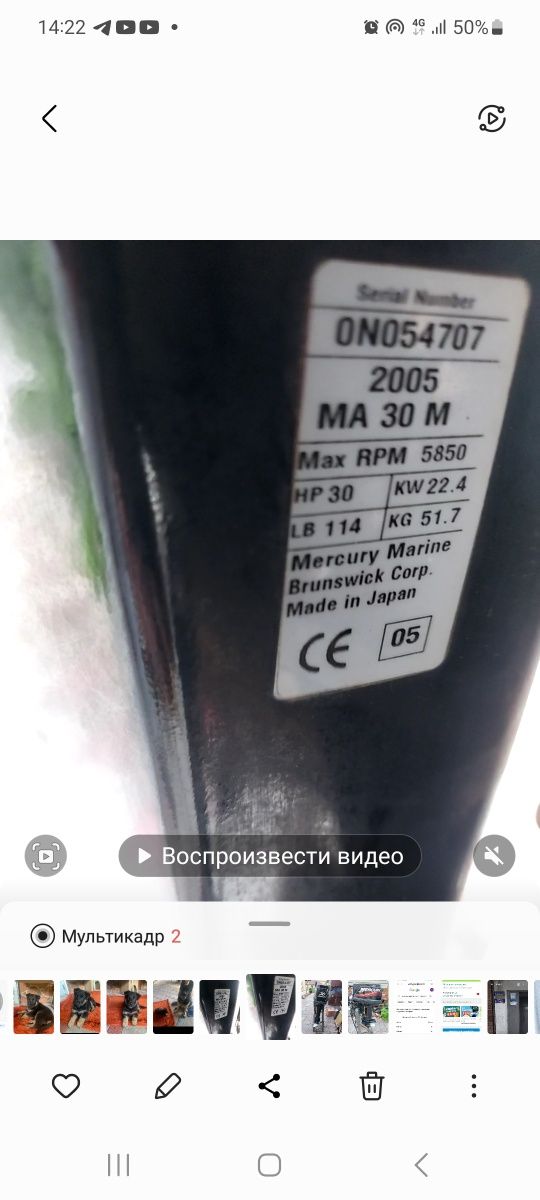 14:22
4G
50%
Serial Number
0N054707
2005
MA 30 M
Max RPM 5850
HP 30 KW 22.4
LB 114 KG 51.7
Mercury Marine
Brunswick Corp.
Made in Japan
CE 05
Воспроизвести видео
Мультикадр 2